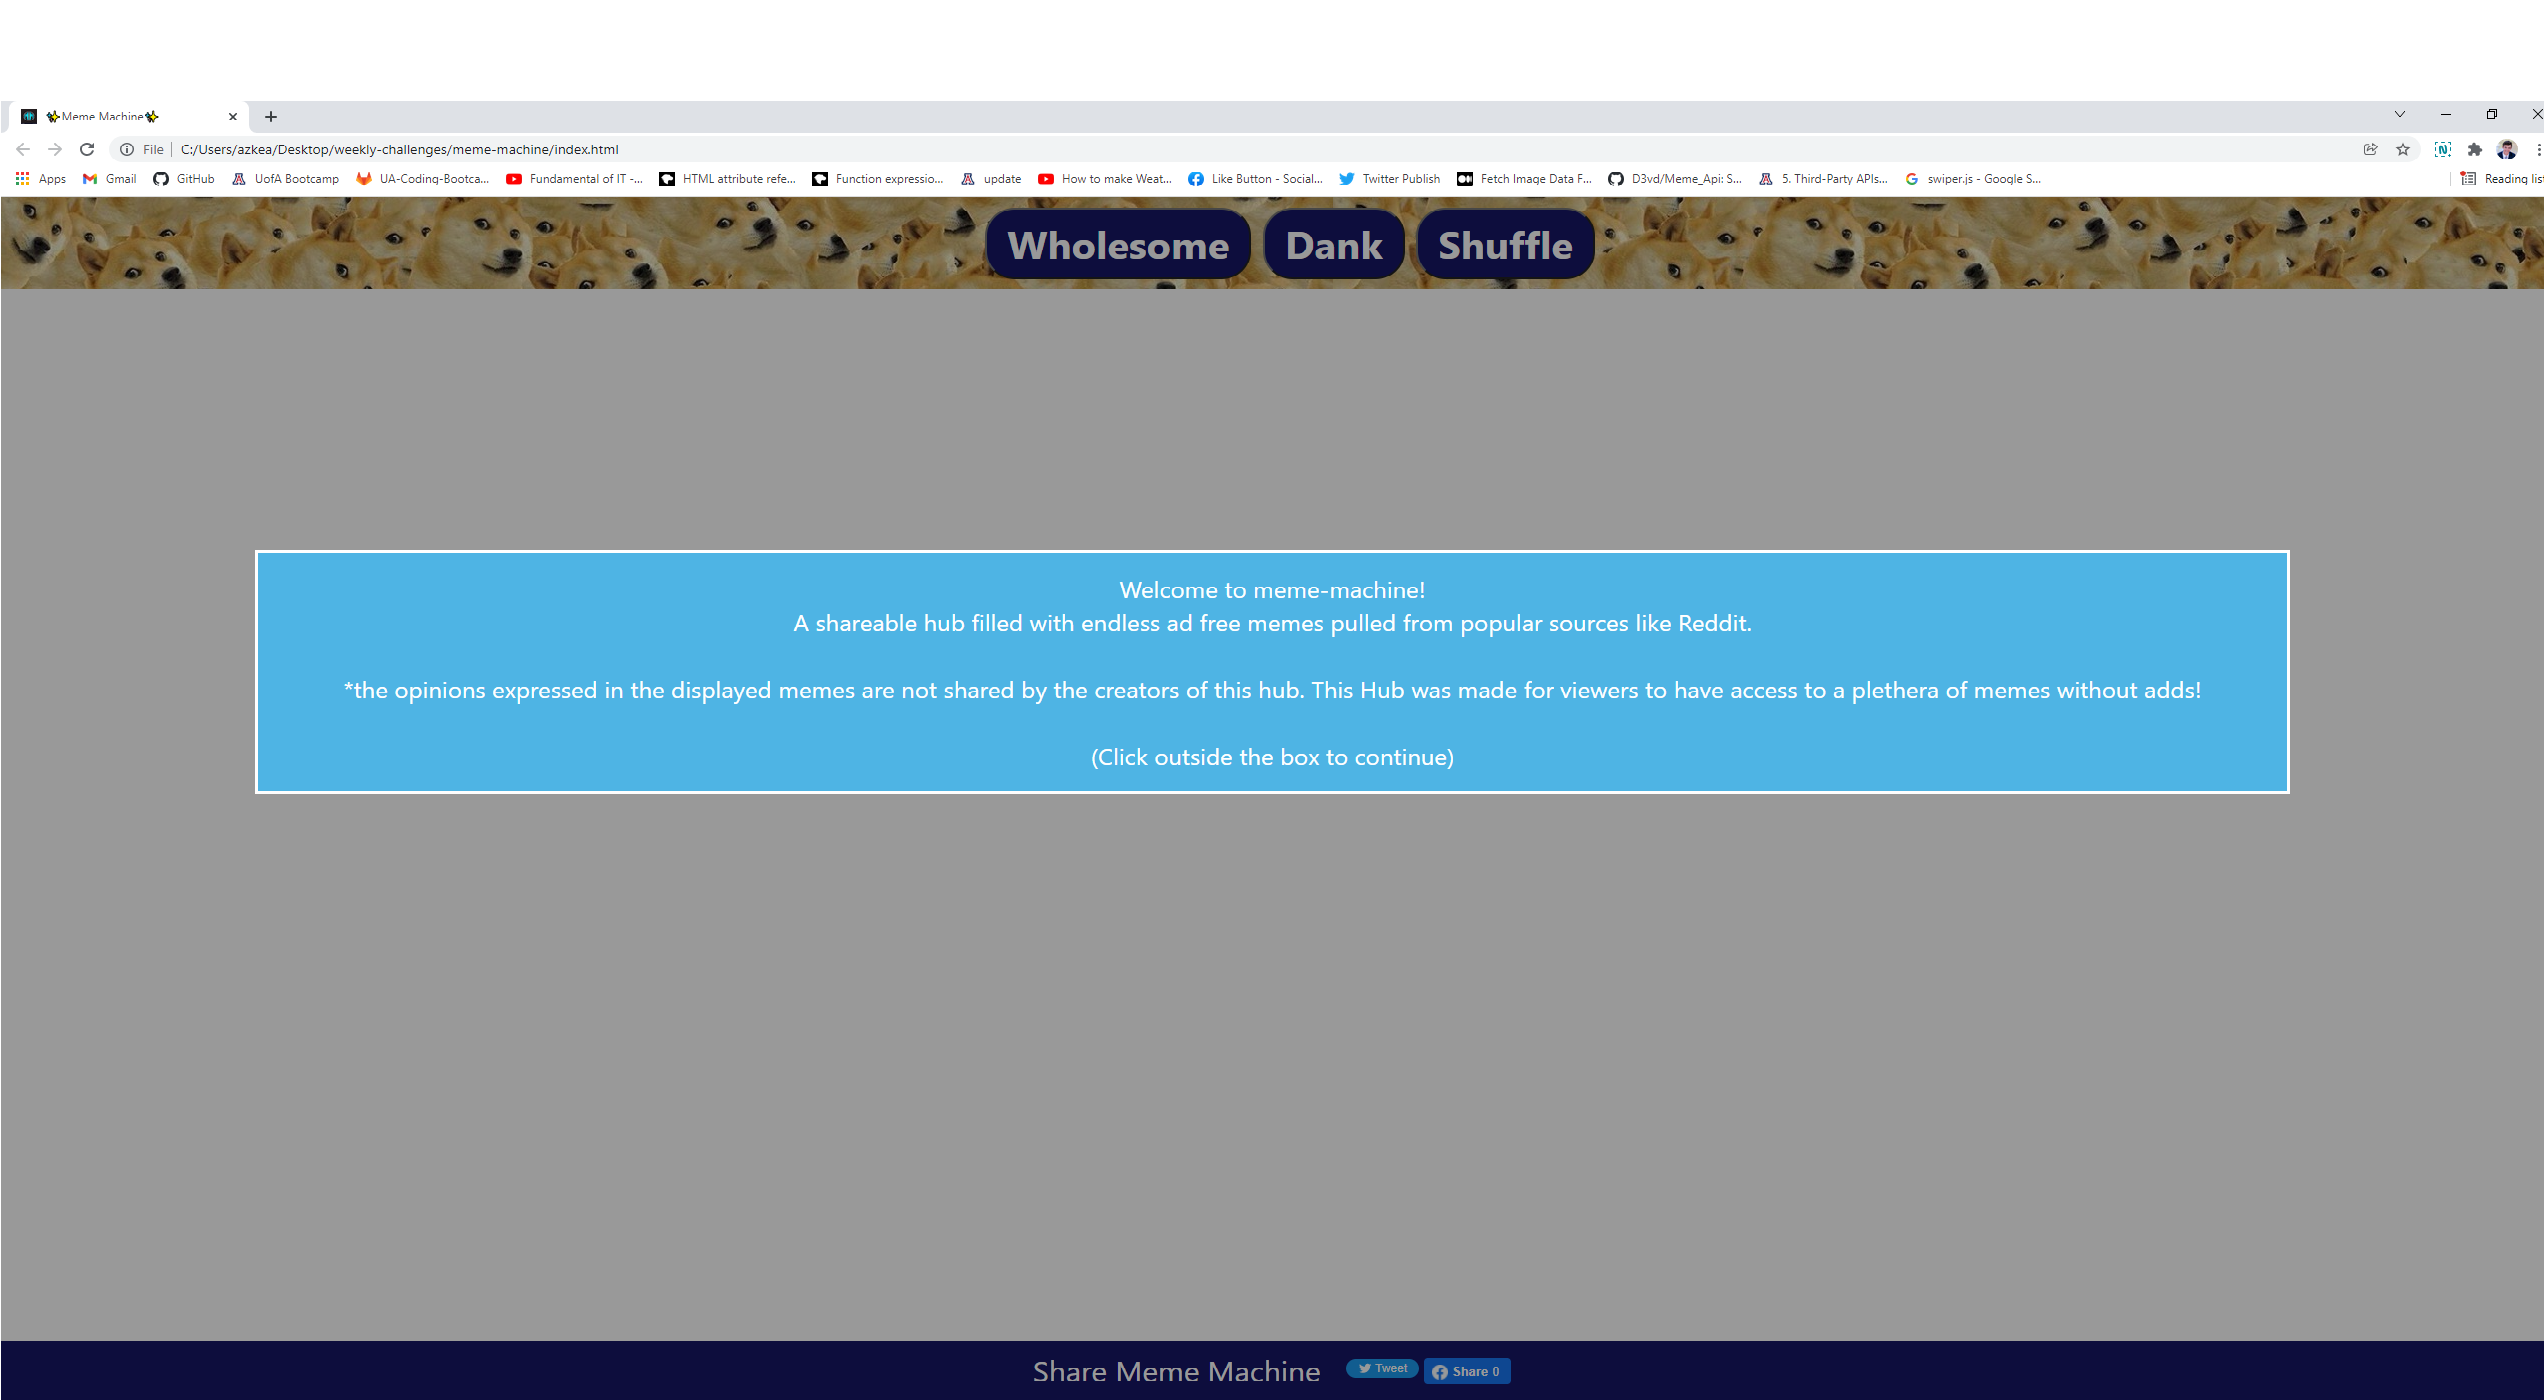 ✨Meme Machine✨
File | C:/Users/azkea/Desktop/weekly-challenges/meme-machine/index.html
Apps Gmail GitHub UofA Bootcamp UA-Coding-Bootca... Fundamental of IT -... HTML attribute refe... Function expressio... update How to make Weat... Like Button - Social... Twitter Publish Fetch Image Data F... D3vd/Meme_Api: S... 5. Third-Party APIs... swiper.js - Google S... Reading lis
Wholesome Dank Shuffle
Welcome to meme-machine!
A shareable hub filled with endless ad free memes pulled from popular sources like Reddit.
*the opinions expressed in the displayed memes are not shared by the creators of this hub. This Hub was made for viewers to have access to a plethera of memes without adds!
(Click outside the box to continue)
Share Meme Machine Tweet Share 0